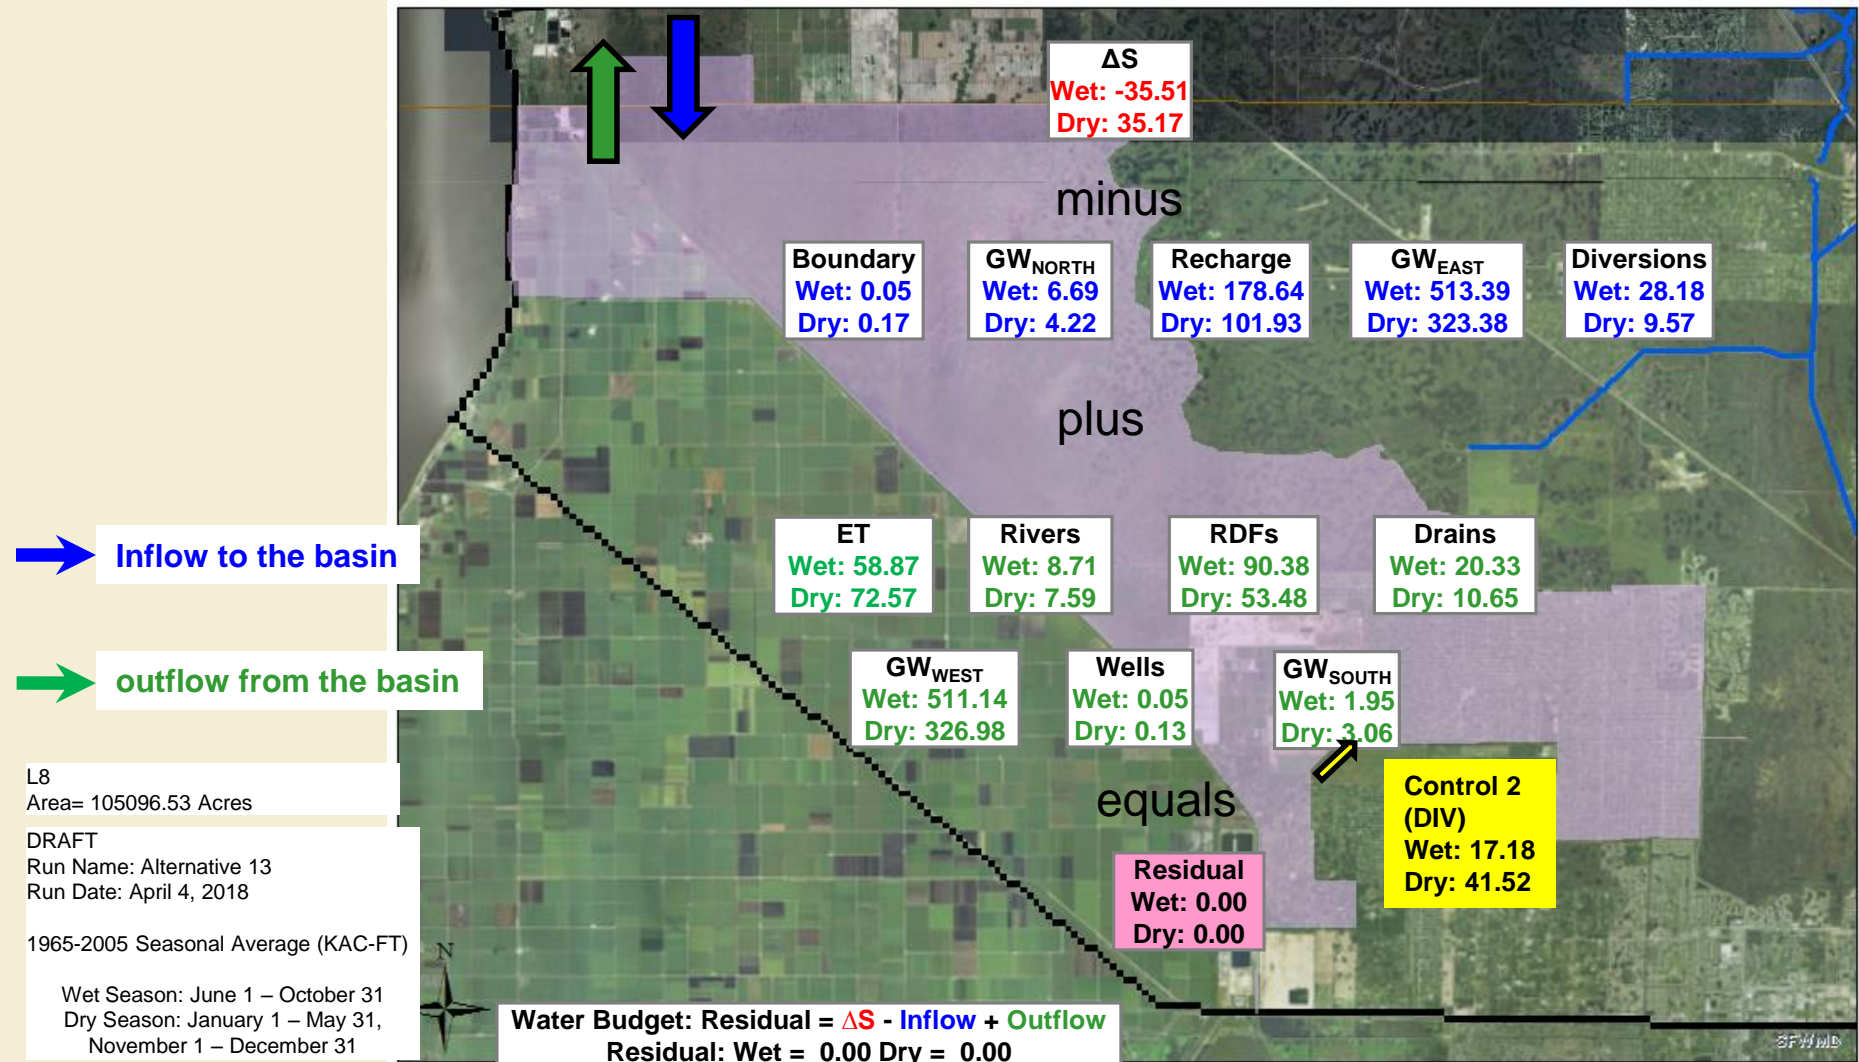 ΔS
Wet: -35.51
Dry: 35.17
minus
Boundary
Wet: 0.05
Dry: 0.17
GWNORTH
Wet: 6.69
Dry: 4.22
Recharge
Wet: 178.64
Dry: 101.93
GWEAST
Wet: 513.39
Dry: 323.38
Diversions
Wet: 28.18
Dry: 9.57
plus
ET
Wet: 58.87
Dry: 72.57
Rivers
Wet: 8.71
Dry: 7.59
RDFs
Wet: 90.38
Dry: 53.48
Drains
Wet: 20.33
Dry: 10.65
Inflow to the basin
outflow from the basin
GWWEST
Wet: 511.14
Dry: 326.98
Wells
Wet: 0.05
Dry: 0.13
GWSOUTH
Wet: 1.95
Dry: 3.06
equals
Control 2
(DIV)
Wet: 17.18
Dry: 41.52
Residual
Wet: 0.00
Dry: 0.00
L8
Area= 105096.53 Acres
DRAFT
Run Name: Alternative 13
Run Date: April 4, 2018
1965-2005 Seasonal Average (KAC-FT)
Wet Season: June 1 – October 31
Dry Season: January 1 – May 31,
November 1 – December 31
N
Water Budget: Residual = ΔS - Inflow + Outflow
Residual: Wet = 0.00 Dry = 0.00
SFWMD